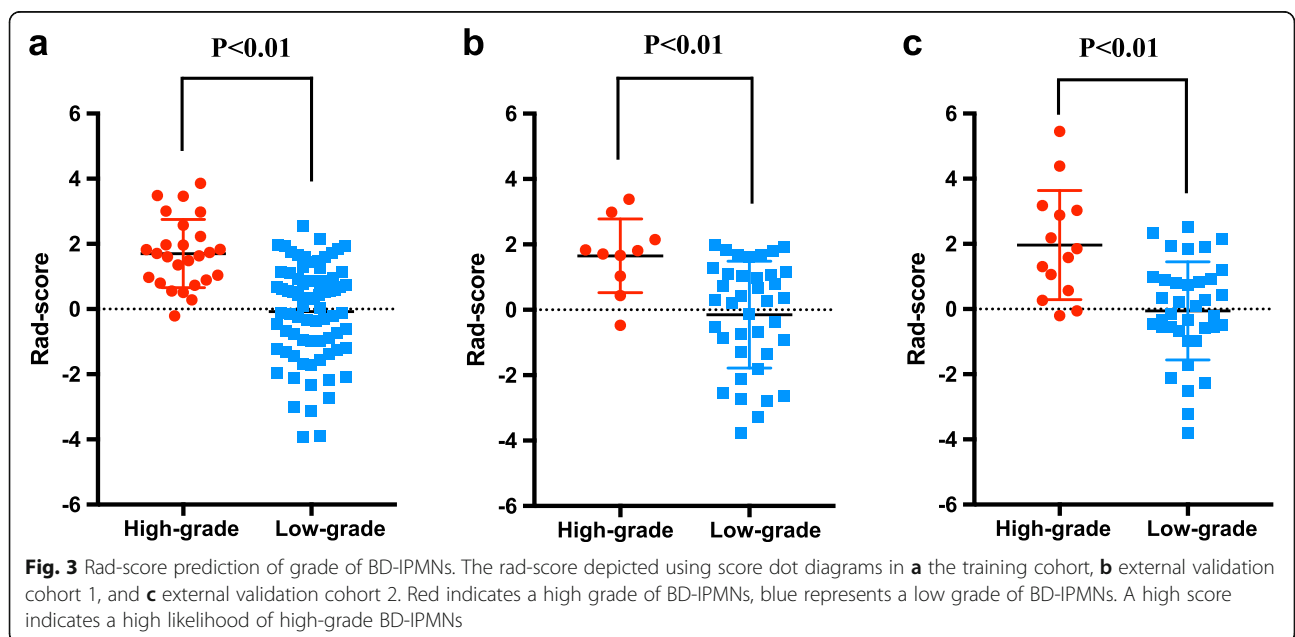 a
P<0.01
6
4
2
0
-2
-4
-6
Rad-score
High-grade Low-grade
b
P<0.01
6
4
2
0
-2
-4
-6
Rad-score
High-grade Low-grade
c
P<0.01
6
4
2
0
-2
-4
-6
Rad-score
High-grade Low-grade
Fig. 3 Rad-score prediction of grade of BD-IPMNs. The rad-score depicted using score dot diagrams in a the training cohort, b external validation
cohort 1, and c external validation cohort 2. Red indicates a high grade of BD-IPMNs, blue represents a low grade of BD-IPMNs. A high score
indicates a high likelihood of high-grade BD-IPMNs